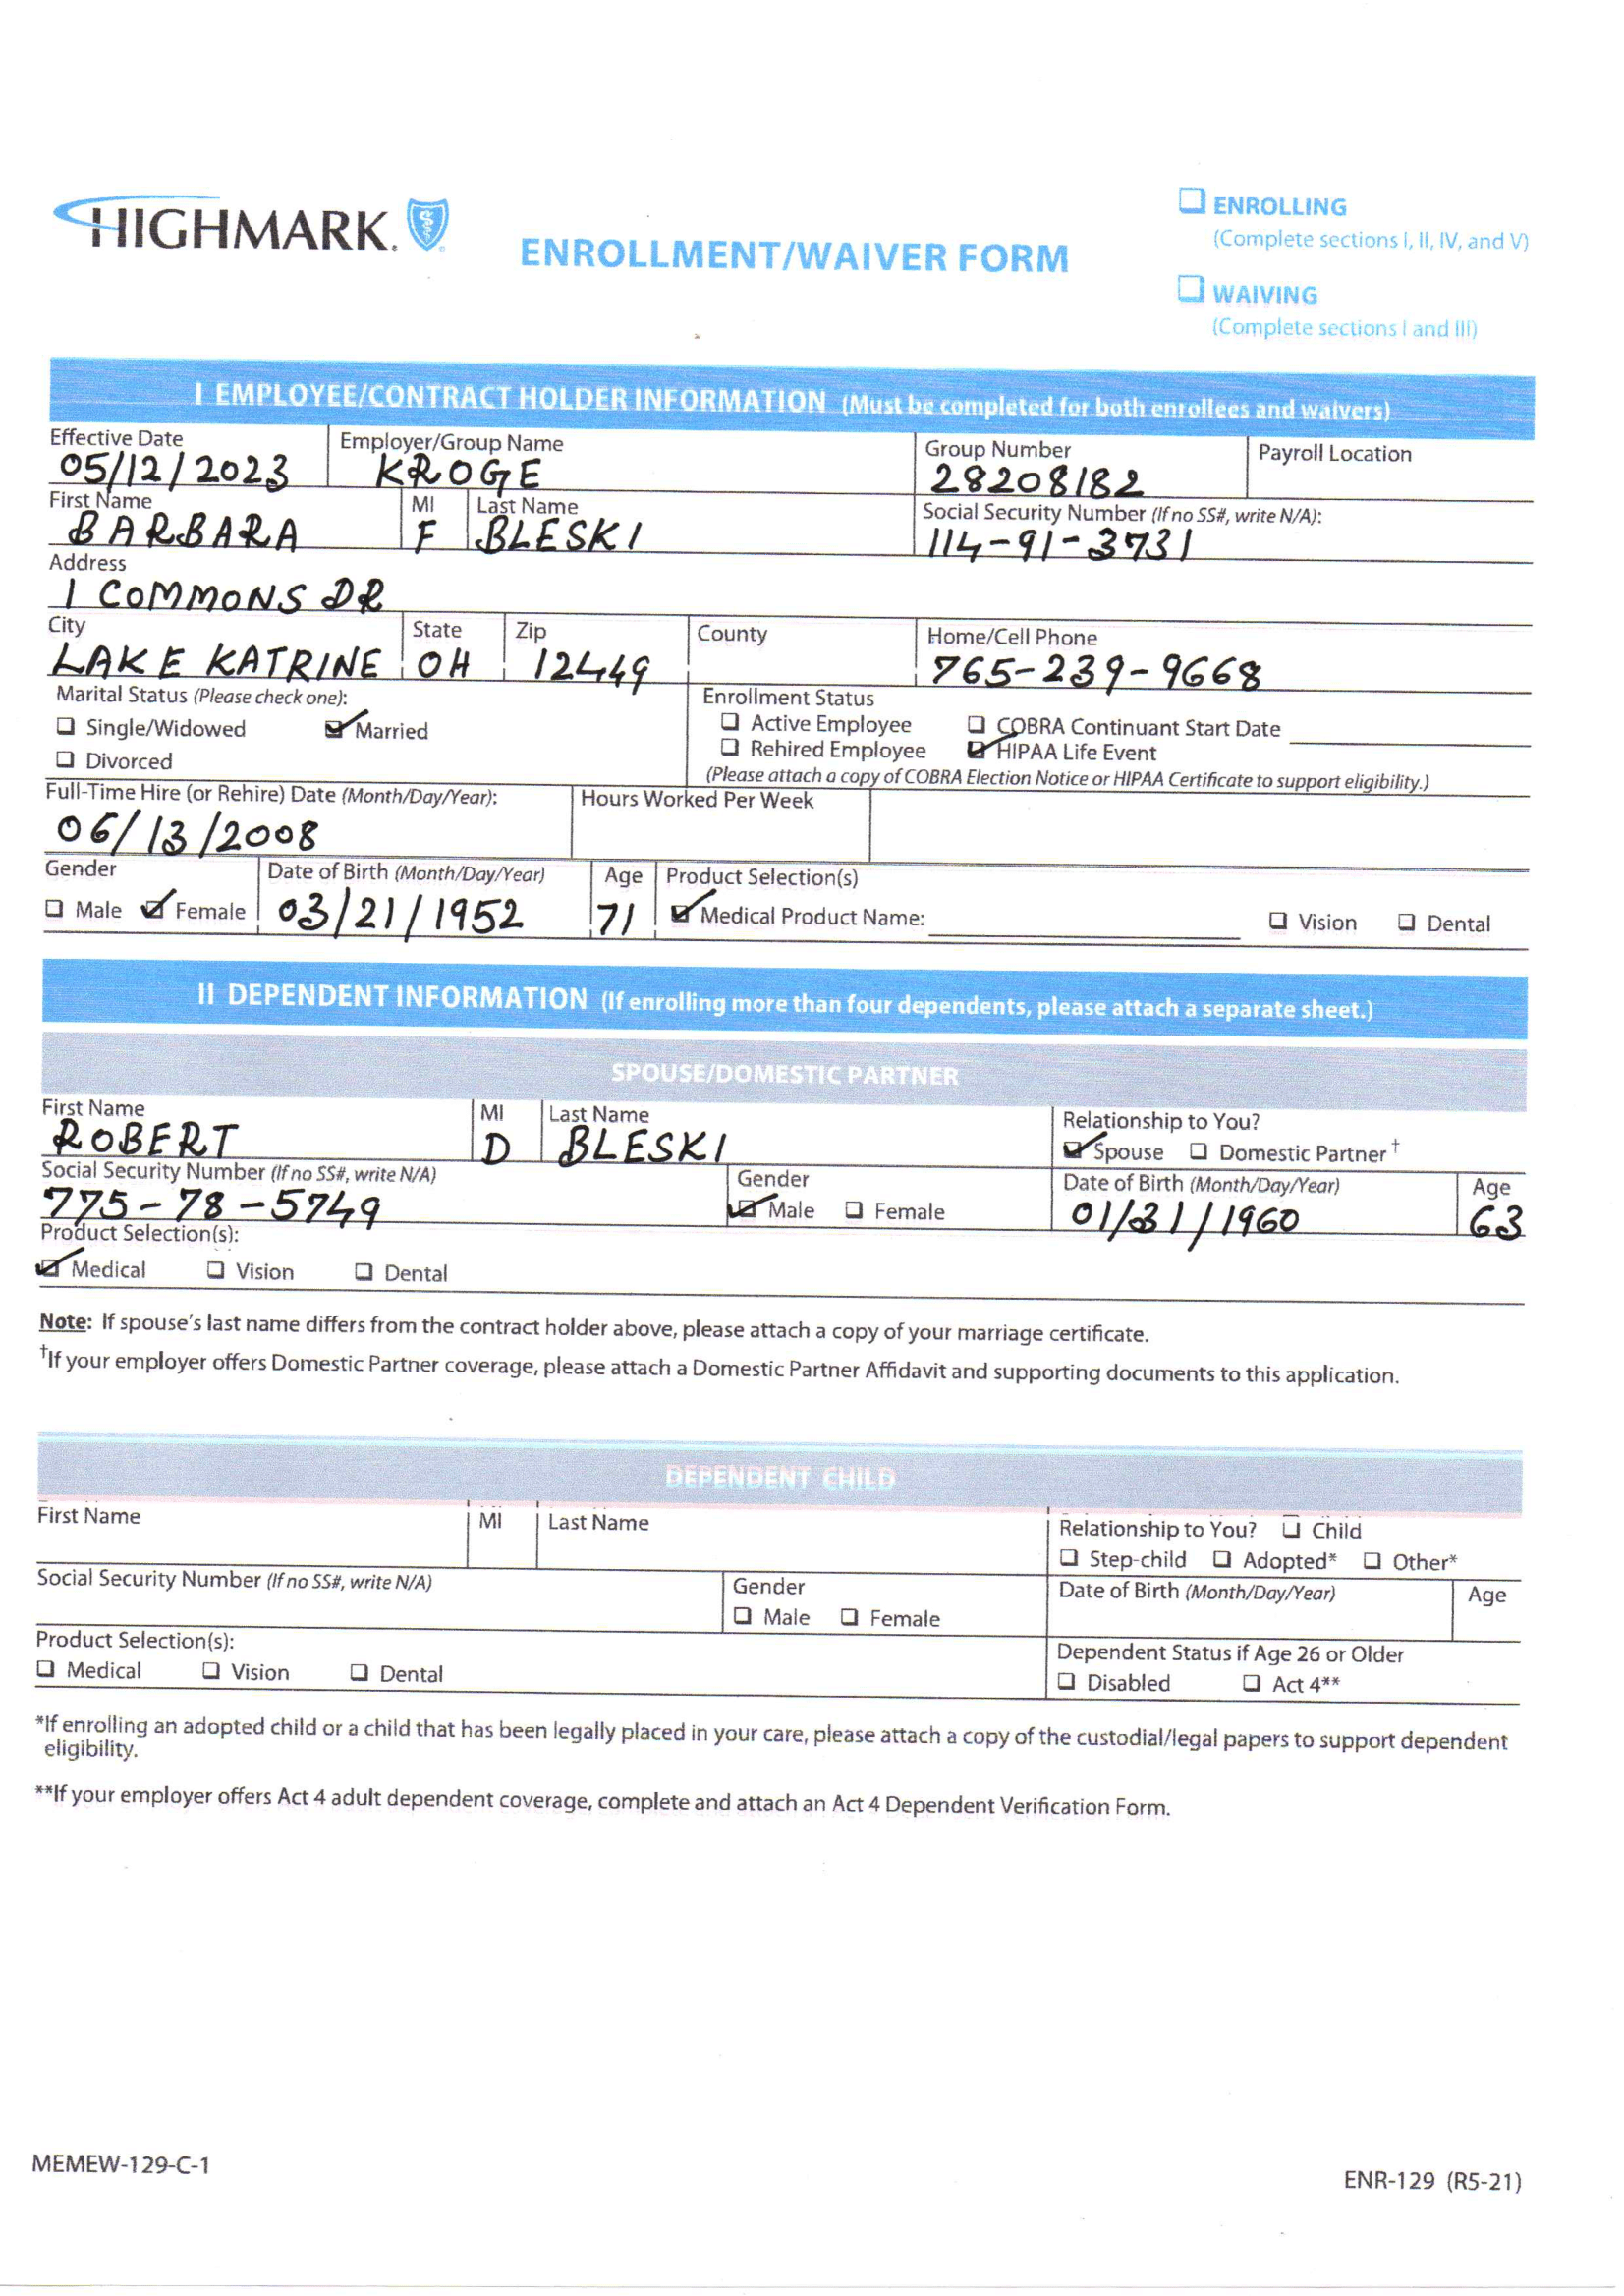 HIGHMARK.
ENROLLMENT/WAIVER FORM
❑ ENROLLING
(Complete sections I, II, IV, and V)
❑ WAIVING
(Complete sections I and III)
I EMPLOYEE/CONTRACT HOLDER INFORMATION (Must be completed for both enrollees and waivers)
Effective Date Employer/Group Name Group Number Payroll Location
05/12/2023 KROGE 28208182
First Name MI Last Name Social Security Number (If no SS#, write N/A):
BARBARA F BLESKI 114-91-3731
Address
1 COMMONS DR
City State Zip County Home/Cell Phone
LAKE KATRINE OH 12449 765-239-9668
Marital Status (Please check one): Enrollment Status
❑ Single/Widowed ☑ Married ❑ Active Employee ❑ COBRA Continuant Start Date
❑ Rehired Employee ☑ HIPAA Life Event
❑ Divorced
(Please attach a copy of COBRA Election Notice or HIPAA Certificate to support eligibility.)
Full-Time Hire (or Rehire) Date (Month/Day/Year): Hours Worked Per Week
06/13/2008
Gender Date of Birth (Month/Day/Year) Age Product Selection(s)
❑ Male ☑ Female 03/21/1952 71 ☑ Medical Product Name: ❑ Vision ❑ Dental
II DEPENDENT INFORMATION (If enrolling more than four dependents, please attach a separate sheet.)
SPOUSE/DOMESTIC PARTNER
First Name MI Last Name Relationship to You?
ROBERT D BLESKI ☑ Spouse ❑ Domestic Partner†
Social Security Number (If no SS#, write N/A) Gender Date of Birth (Month/Day/Year) Age
775-78-5749 ☑ Male ❑ Female 01/31/1960 63
Product Selection(s):
☑ Medical ❑ Vision ❑ Dental
Note: If spouse's last name differs from the contract holder above, please attach a copy of your marriage certificate.
†If your employer offers Domestic Partner coverage, please attach a Domestic Partner Affidavit and supporting documents to this application.
DEPENDENT CHILD
First Name MI Last Name Relationship to You? ❑ Child
❑ Step-child ❑ Adopted* ❑ Other*
Social Security Number (If no SS#, write N/A) Gender Date of Birth (Month/Day/Year) Age
❑ Male ❑ Female
Product Selection(s): Dependent Status if Age 26 or Older
❑ Medical ❑ Vision ❑ Dental ❑ Disabled ❑ Act 4**
*If enrolling an adopted child or a child that has been legally placed in your care, please attach a copy of the custodial/legal papers to support dependent
eligibility.
**If your employer offers Act 4 adult dependent coverage, complete and attach an Act 4 Dependent Verification Form.
MEMEW-129-C-1
ENR-129 (R5-21)